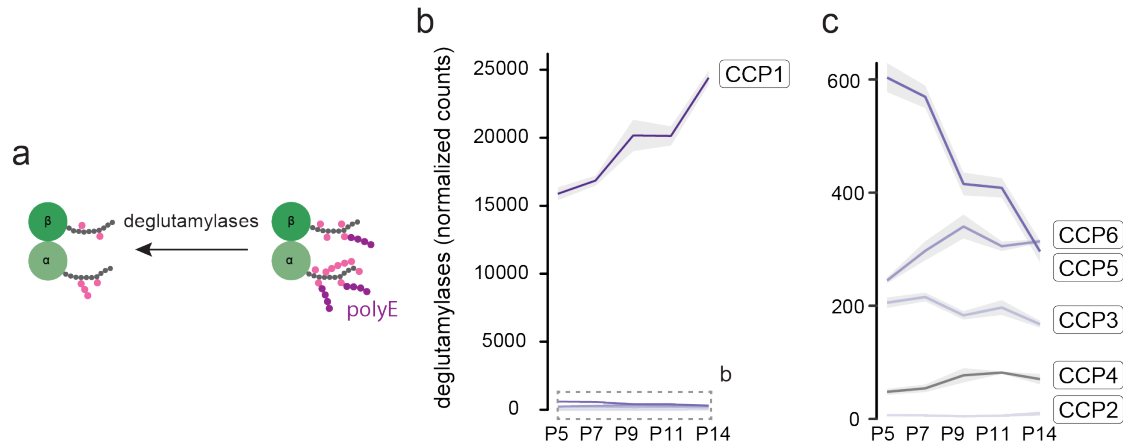 a
β
α
deglutamylases
β
α
polyE
b
deglutamylases (normalized counts)
25000
20000
15000
10000
5000
0
CCP1
b
P5 P7 P9 P11 P14
c
600
400
200
0
CCP6
CCP5
CCP3
CCP4
CCP2
P5 P7 P9 P11 P14